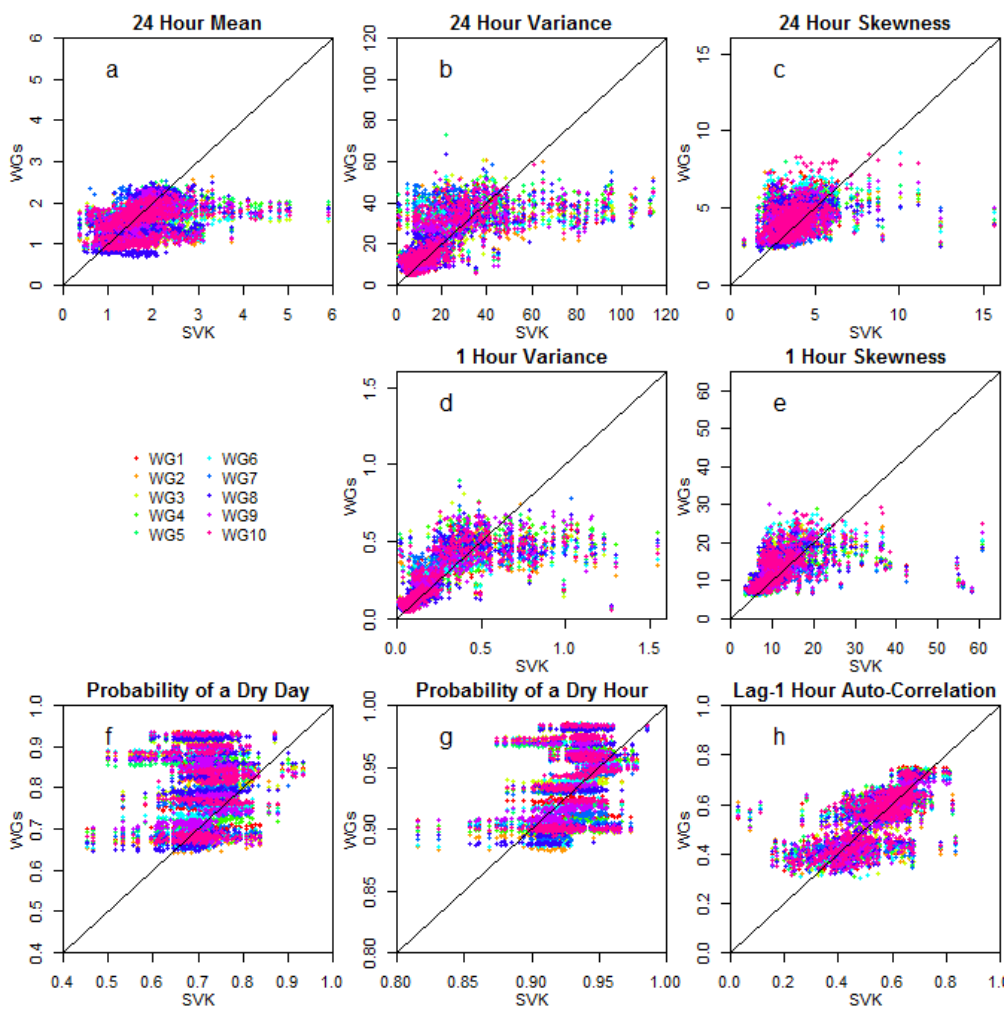 24 Hour Mean
24 Hour Variance
24 Hour Skewness
a
b
c
WGs
WGs
WGs
0 1 2 3 4 5 6
0 20 40 60 80 100 120
0 5 10 15
0 1 2 3 4 5 6
0 20 40 60 80 100 120
0 5 10 15
SVK
SVK
SVK
1 Hour Variance
1 Hour Skewness
d
e
WGs
WGs
0.0 0.5 1.0 1.5
0 10 20 30 40 50 60
0.0 0.5 1.0 1.5
0 10 20 30 40 50 60
SVK
SVK
WG1 WG6
WG2 WG7
WG3 WG8
WG4 WG9
WG5 WG10
Probability of a Dry Day
Probability of a Dry Hour
Lag-1 Hour Auto-Correlation
f
g
h
WGs
WGs
WGs
0.4 0.5 0.6 0.7 0.8 0.9 1.0
0.80 0.85 0.90 0.95 1.00
0.0 0.2 0.4 0.6 0.8 1.0
0.4 0.5 0.6 0.7 0.8 0.9 1.0
0.80 0.85 0.90 0.95 1.00
0.0 0.2 0.4 0.6 0.8 1.0
SVK
SVK
SVK